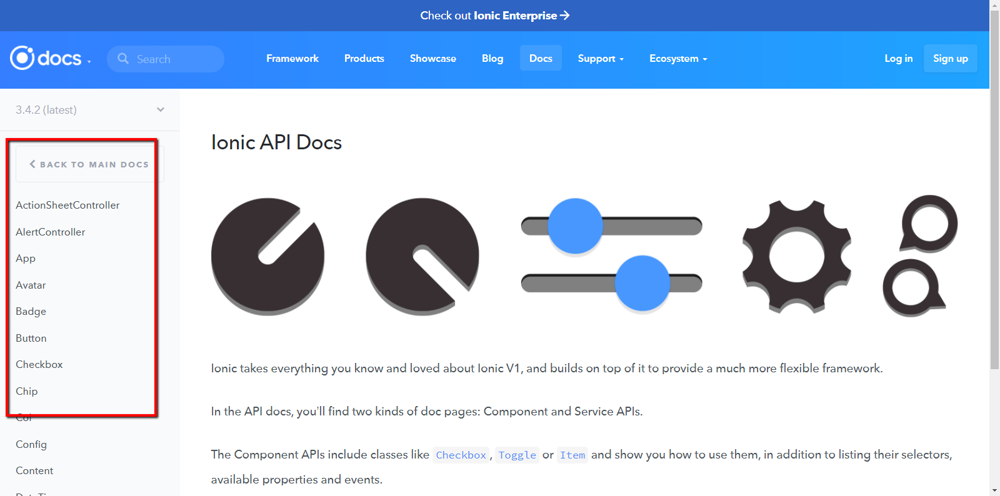 Check out Ionic Enterprise
docs
Search
Framework
Products
Showcase
Blog
Docs
Support
Ecosystem
Log in
Sign up
3.4.2 (latest)
BACK TO MAIN DOCS
ActionSheetController
AlertController
App
Avatar
Badge
Button
Checkbox
Chip
Col
Config
Content
Ionic API Docs
Ionic takes everything you know and loved about Ionic V1, and builds on top of it to provide a much more flexible framework.
In the API docs, you’ll find two kinds of doc pages: Component and Service APIs.
The Component APIs include classes like Checkbox, Toggle or Item and show you how to use them, in addition to listing their selectors,
available properties and events.